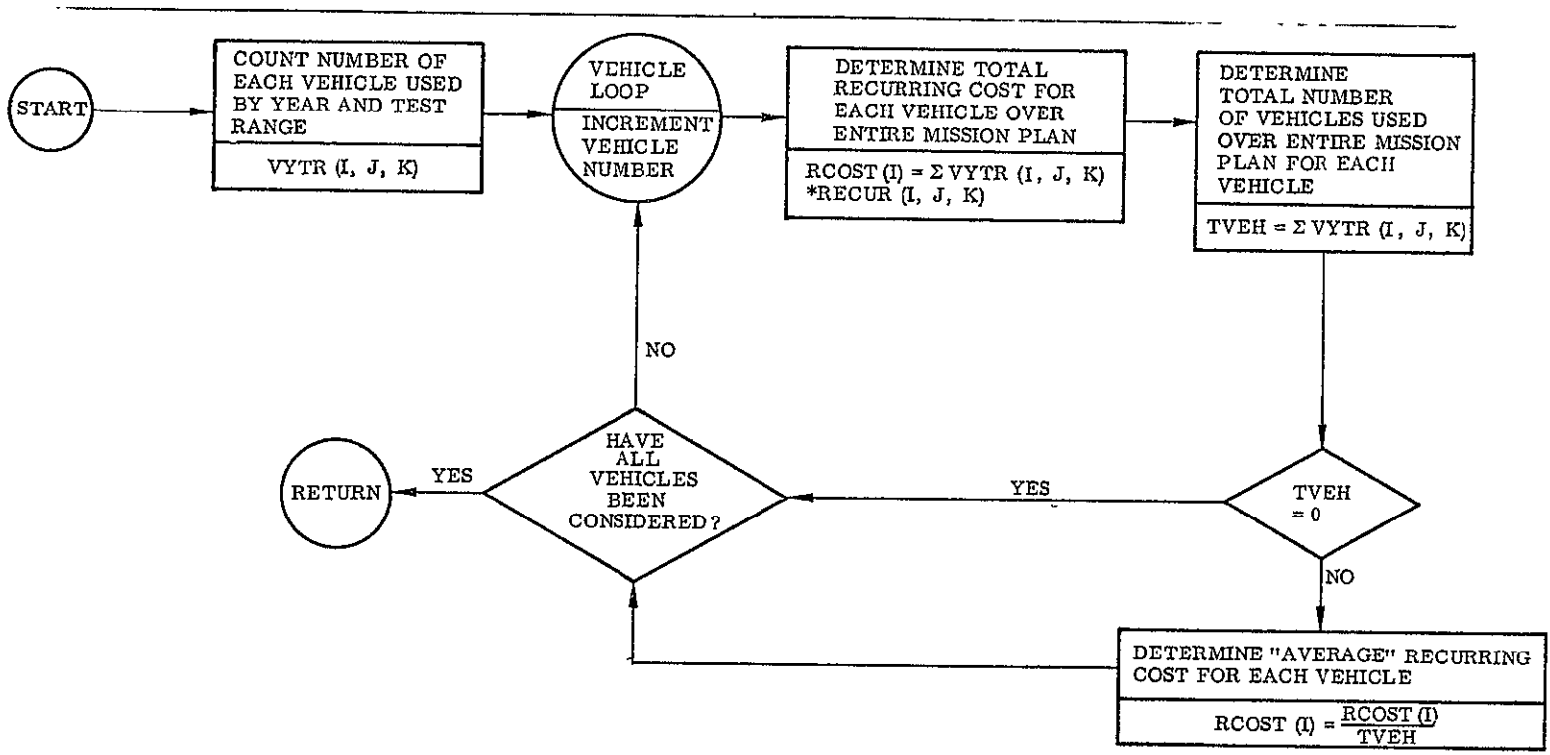 START
COUNT NUMBER OF
EACH VEHICLE USED
BY YEAR AND TEST
RANGE
VYTR (I, J, K)
VEHICLE
LOOP
INCREMENT
VEHICLE
NUMBER
DETERMINE TOTAL
RECURRING COST FOR
EACH VEHICLE OVER
ENTIRE MISSION PLAN
RCOST (I) = Σ VYTR (I, J, K)
*RECUR (I, J, K)
DETERMINE
TOTAL NUMBER
OF VEHICLES USED
OVER ENTIRE MISSION
PLAN FOR EACH
VEHICLE
TVEH = Σ VYTR (I, J, K)
TVEH
= 0
YES
NO
DETERMINE "AVERAGE" RECURRING
COST FOR EACH VEHICLE
RCOST (I) = RCOST (I)
TVEH
HAVE
ALL
VEHICLES
BEEN
CONSIDERED?
NO
YES
RETURN